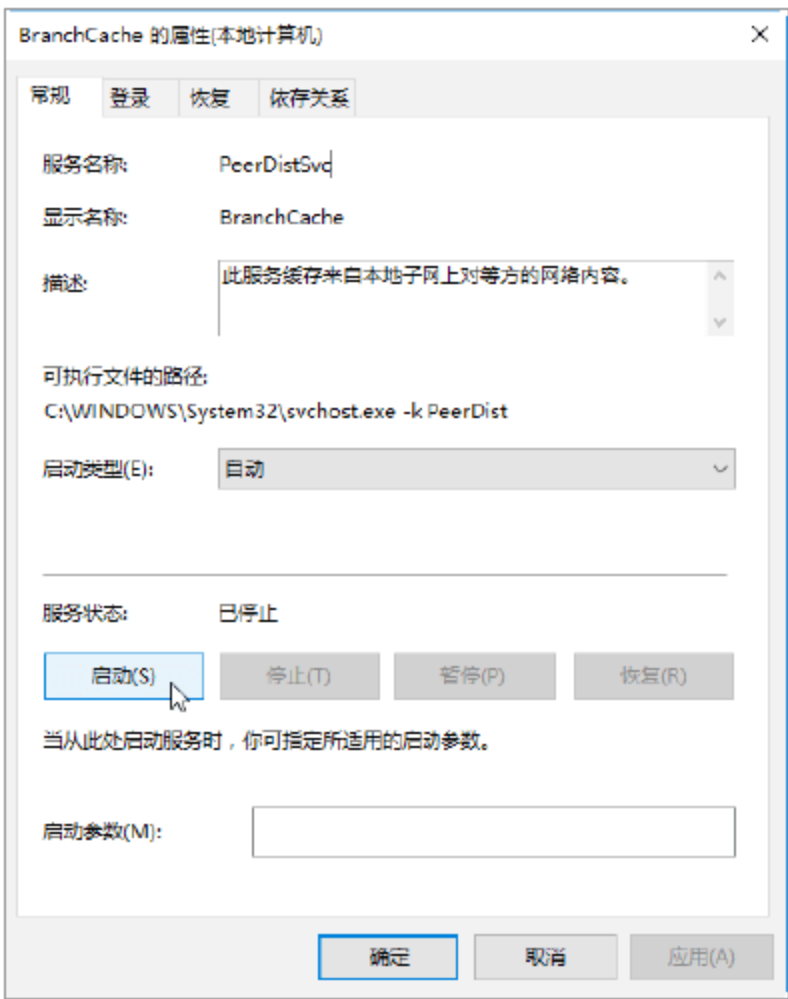 BranchCache 的属性(本地计算机)
常规 登录 恢复 依存关系
服务名称: PeerDistSvc
显示名称: BranchCache
描述: 此服务缓存来自本地子网上对等方的网络内容。
可执行文件的路径:
C:\WINDOWS\System32\svchost.exe -k PeerDist
启动类型(E): 自动
服务状态: 已停止
启动(S) 停止(T) 暂停(P) 恢复(R)
当从此处启动服务时，你可指定所适用的启动参数。
启动参数(M):
确定 取消 应用(A)